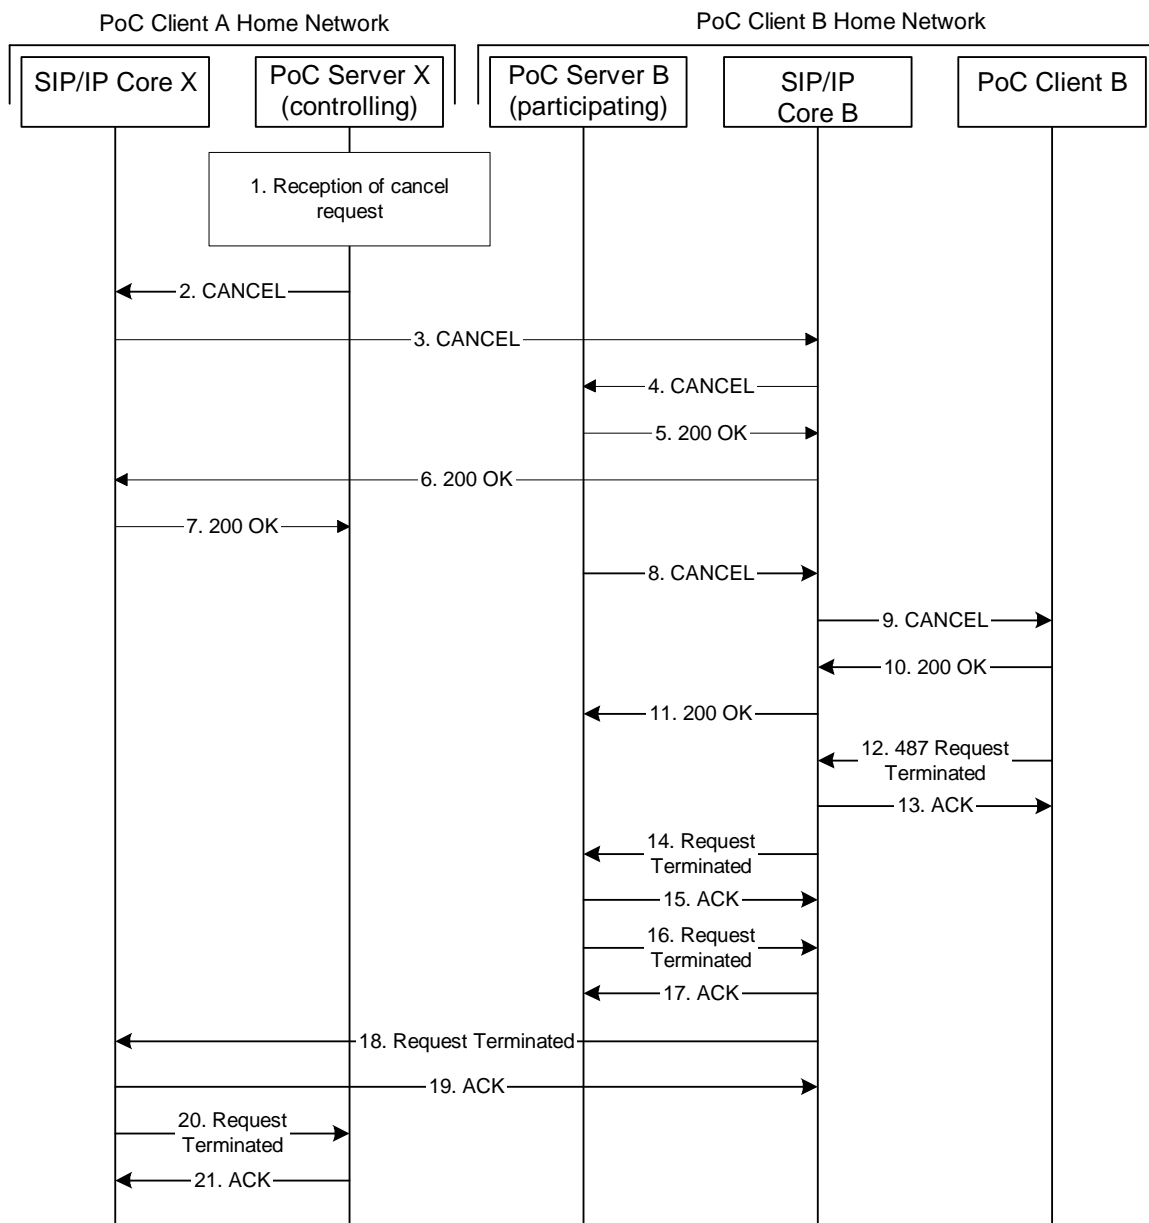 PoC Client A Home Network
PoC Client B Home Network
SIP/IP Core X
PoC Server X
(controlling)
PoC Server B
(participating)
SIP/IP
Core B
PoC Client B
1. Reception of cancel
request
2. CANCEL
3. CANCEL
4. CANCEL
5. 200 OK
6. 200 OK
7. 200 OK
8. CANCEL
9. CANCEL
10. 200 OK
11. 200 OK
12. 487 Request
Terminated
13. ACK
14. Request
Terminated
15. ACK
16. Request
Terminated
17. ACK
18. Request Terminated
19. ACK
20. Request
Terminated
21. ACK